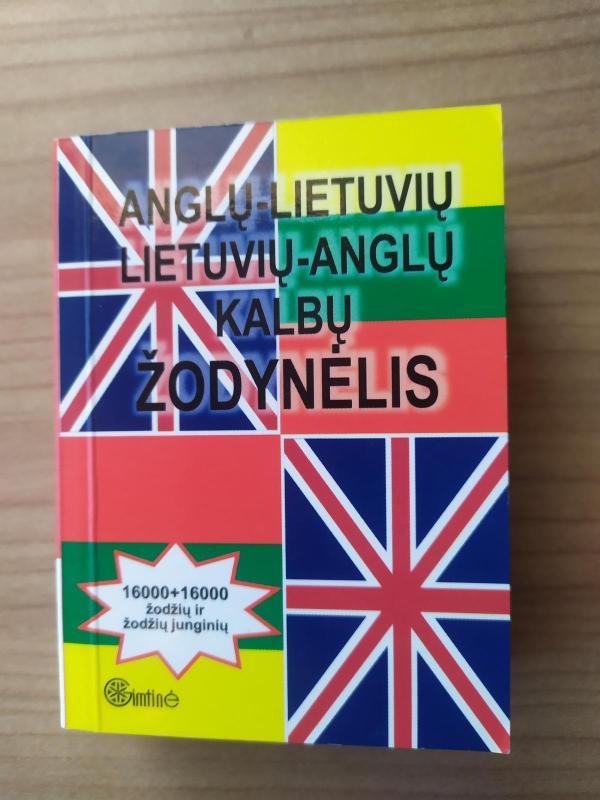 ANGLŲ-LIETUVIŲ
LIETUVIŲ-ANGLŲ
KALBŲ
ŽODYNĖLIS
16000+16000
žodžių ir
žodžių junginių
Gimtinė